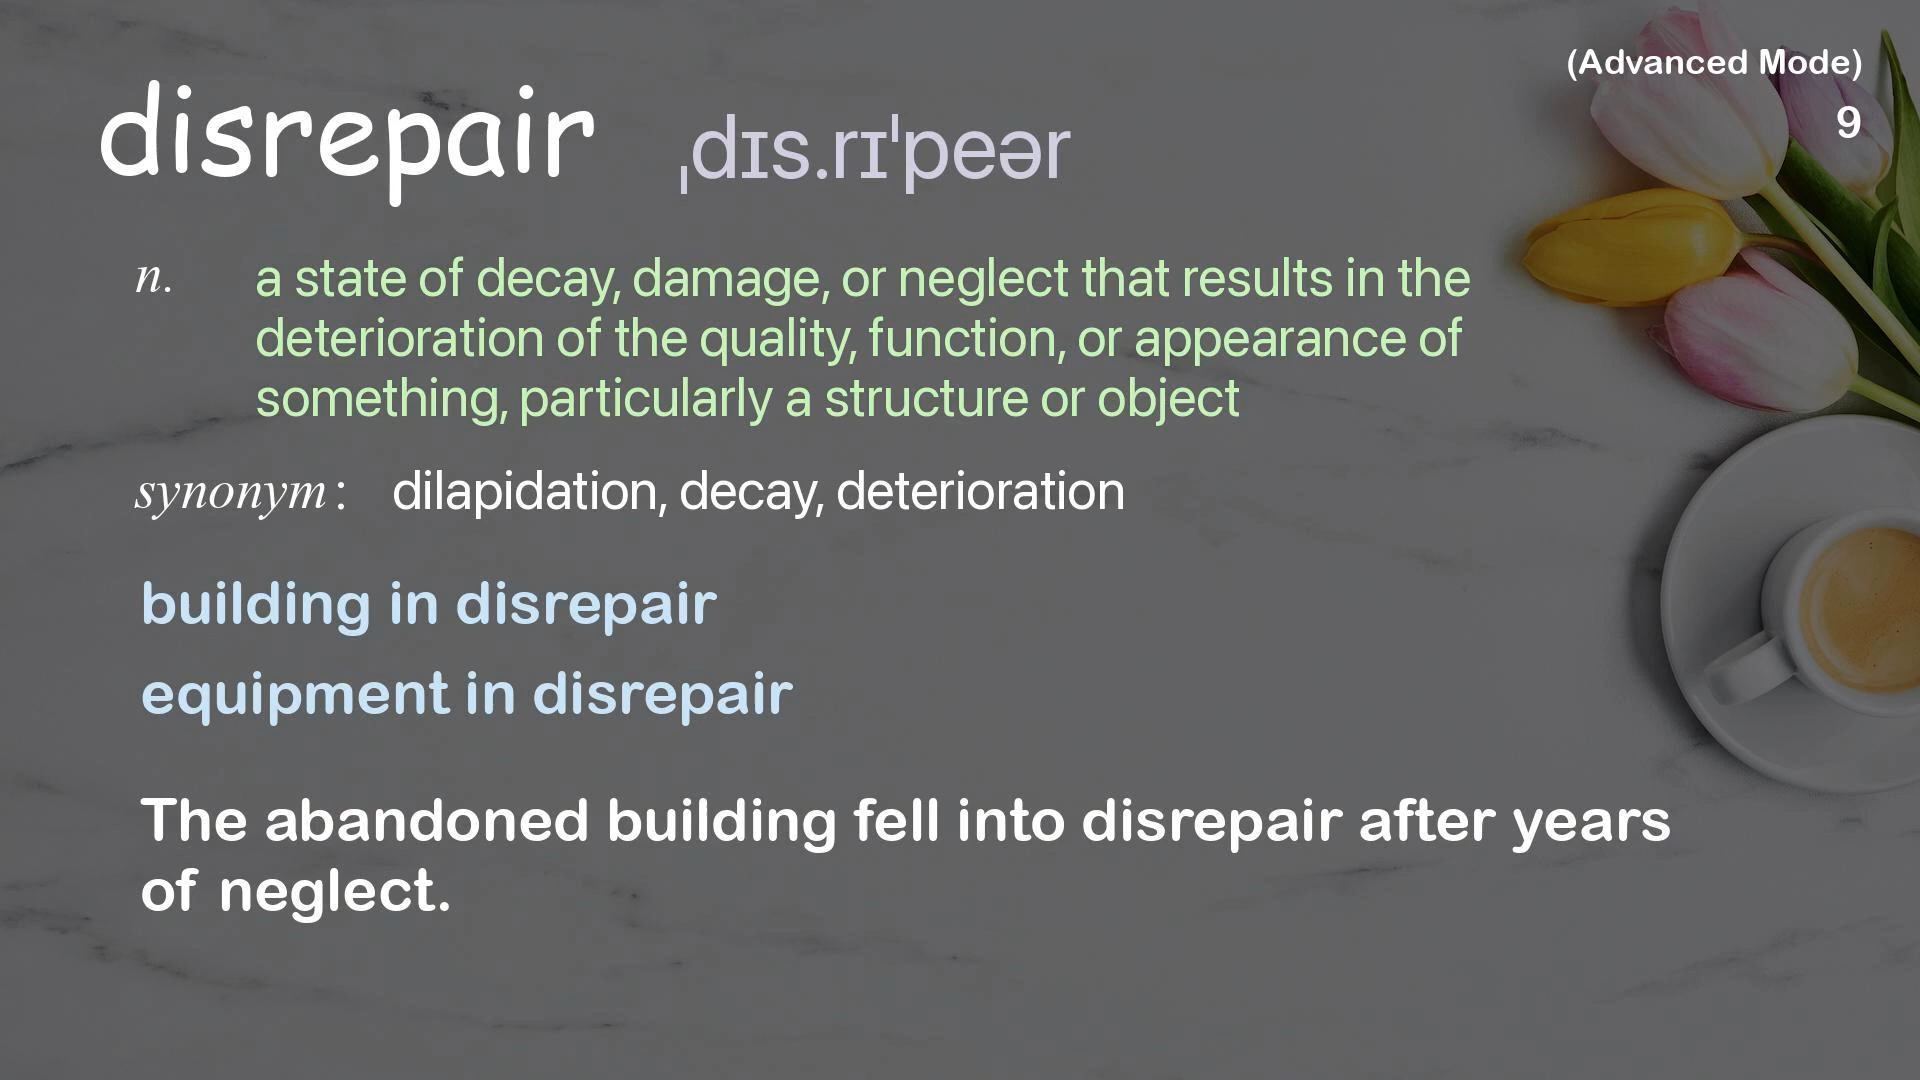 (Advanced Mode)
9
disrepair ˌdɪs.rɪˈpeər
n. a state of decay, damage, or neglect that results in the
deterioration of the quality, function, or appearance of
something, particularly a structure or object
synonym : dilapidation, decay, deterioration
building in disrepair
equipment in disrepair
The abandoned building fell into disrepair after years
of neglect.